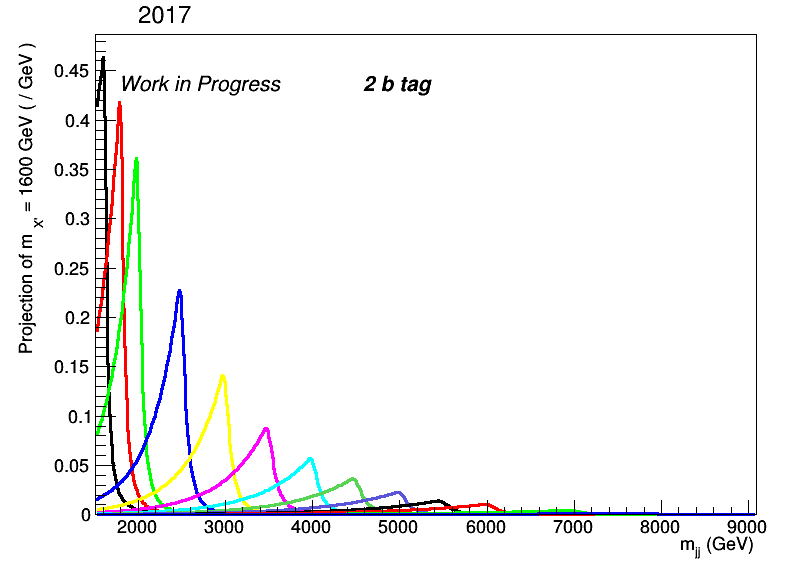 2017
Work in Progress 2 b tag
Projection of m X' = 1600 GeV ( / GeV )
0.45
0.4
0.35
0.3
0.25
0.2
0.15
0.1
0.05
0
2000 3000 4000 5000 6000 7000 8000 9000
m jj (GeV)